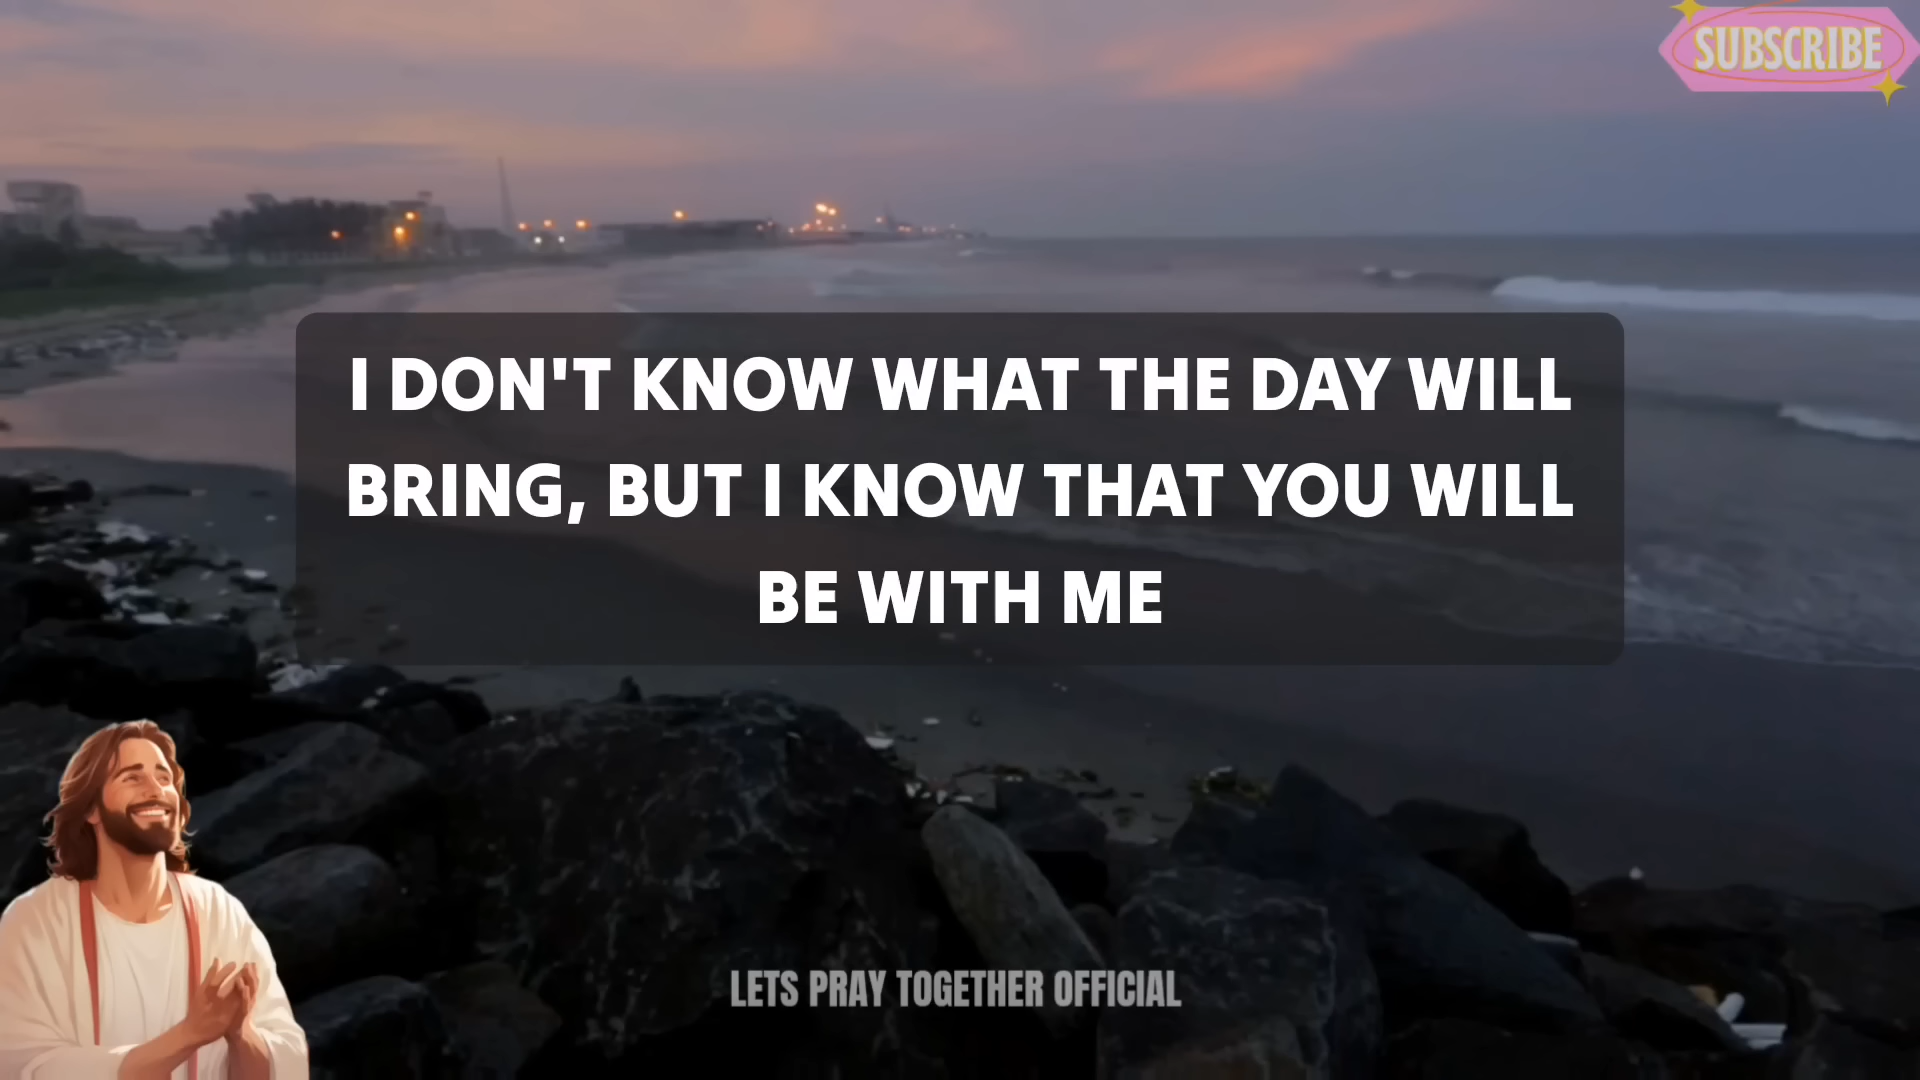 SUBSCRIBE
I DON'T KNOW WHAT THE DAY WILL
BRING, BUT I KNOW THAT YOU WILL
BE WITH ME
LETS PRAY TOGETHER OFFICIAL